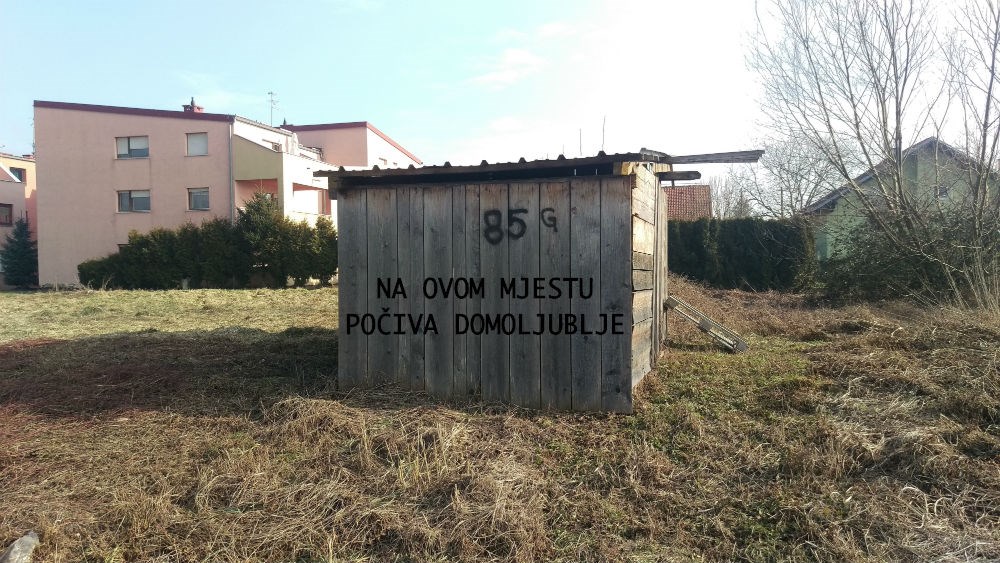 85 G
NA OVOM MJESTU
POČIVA DOMOLJUBLJE